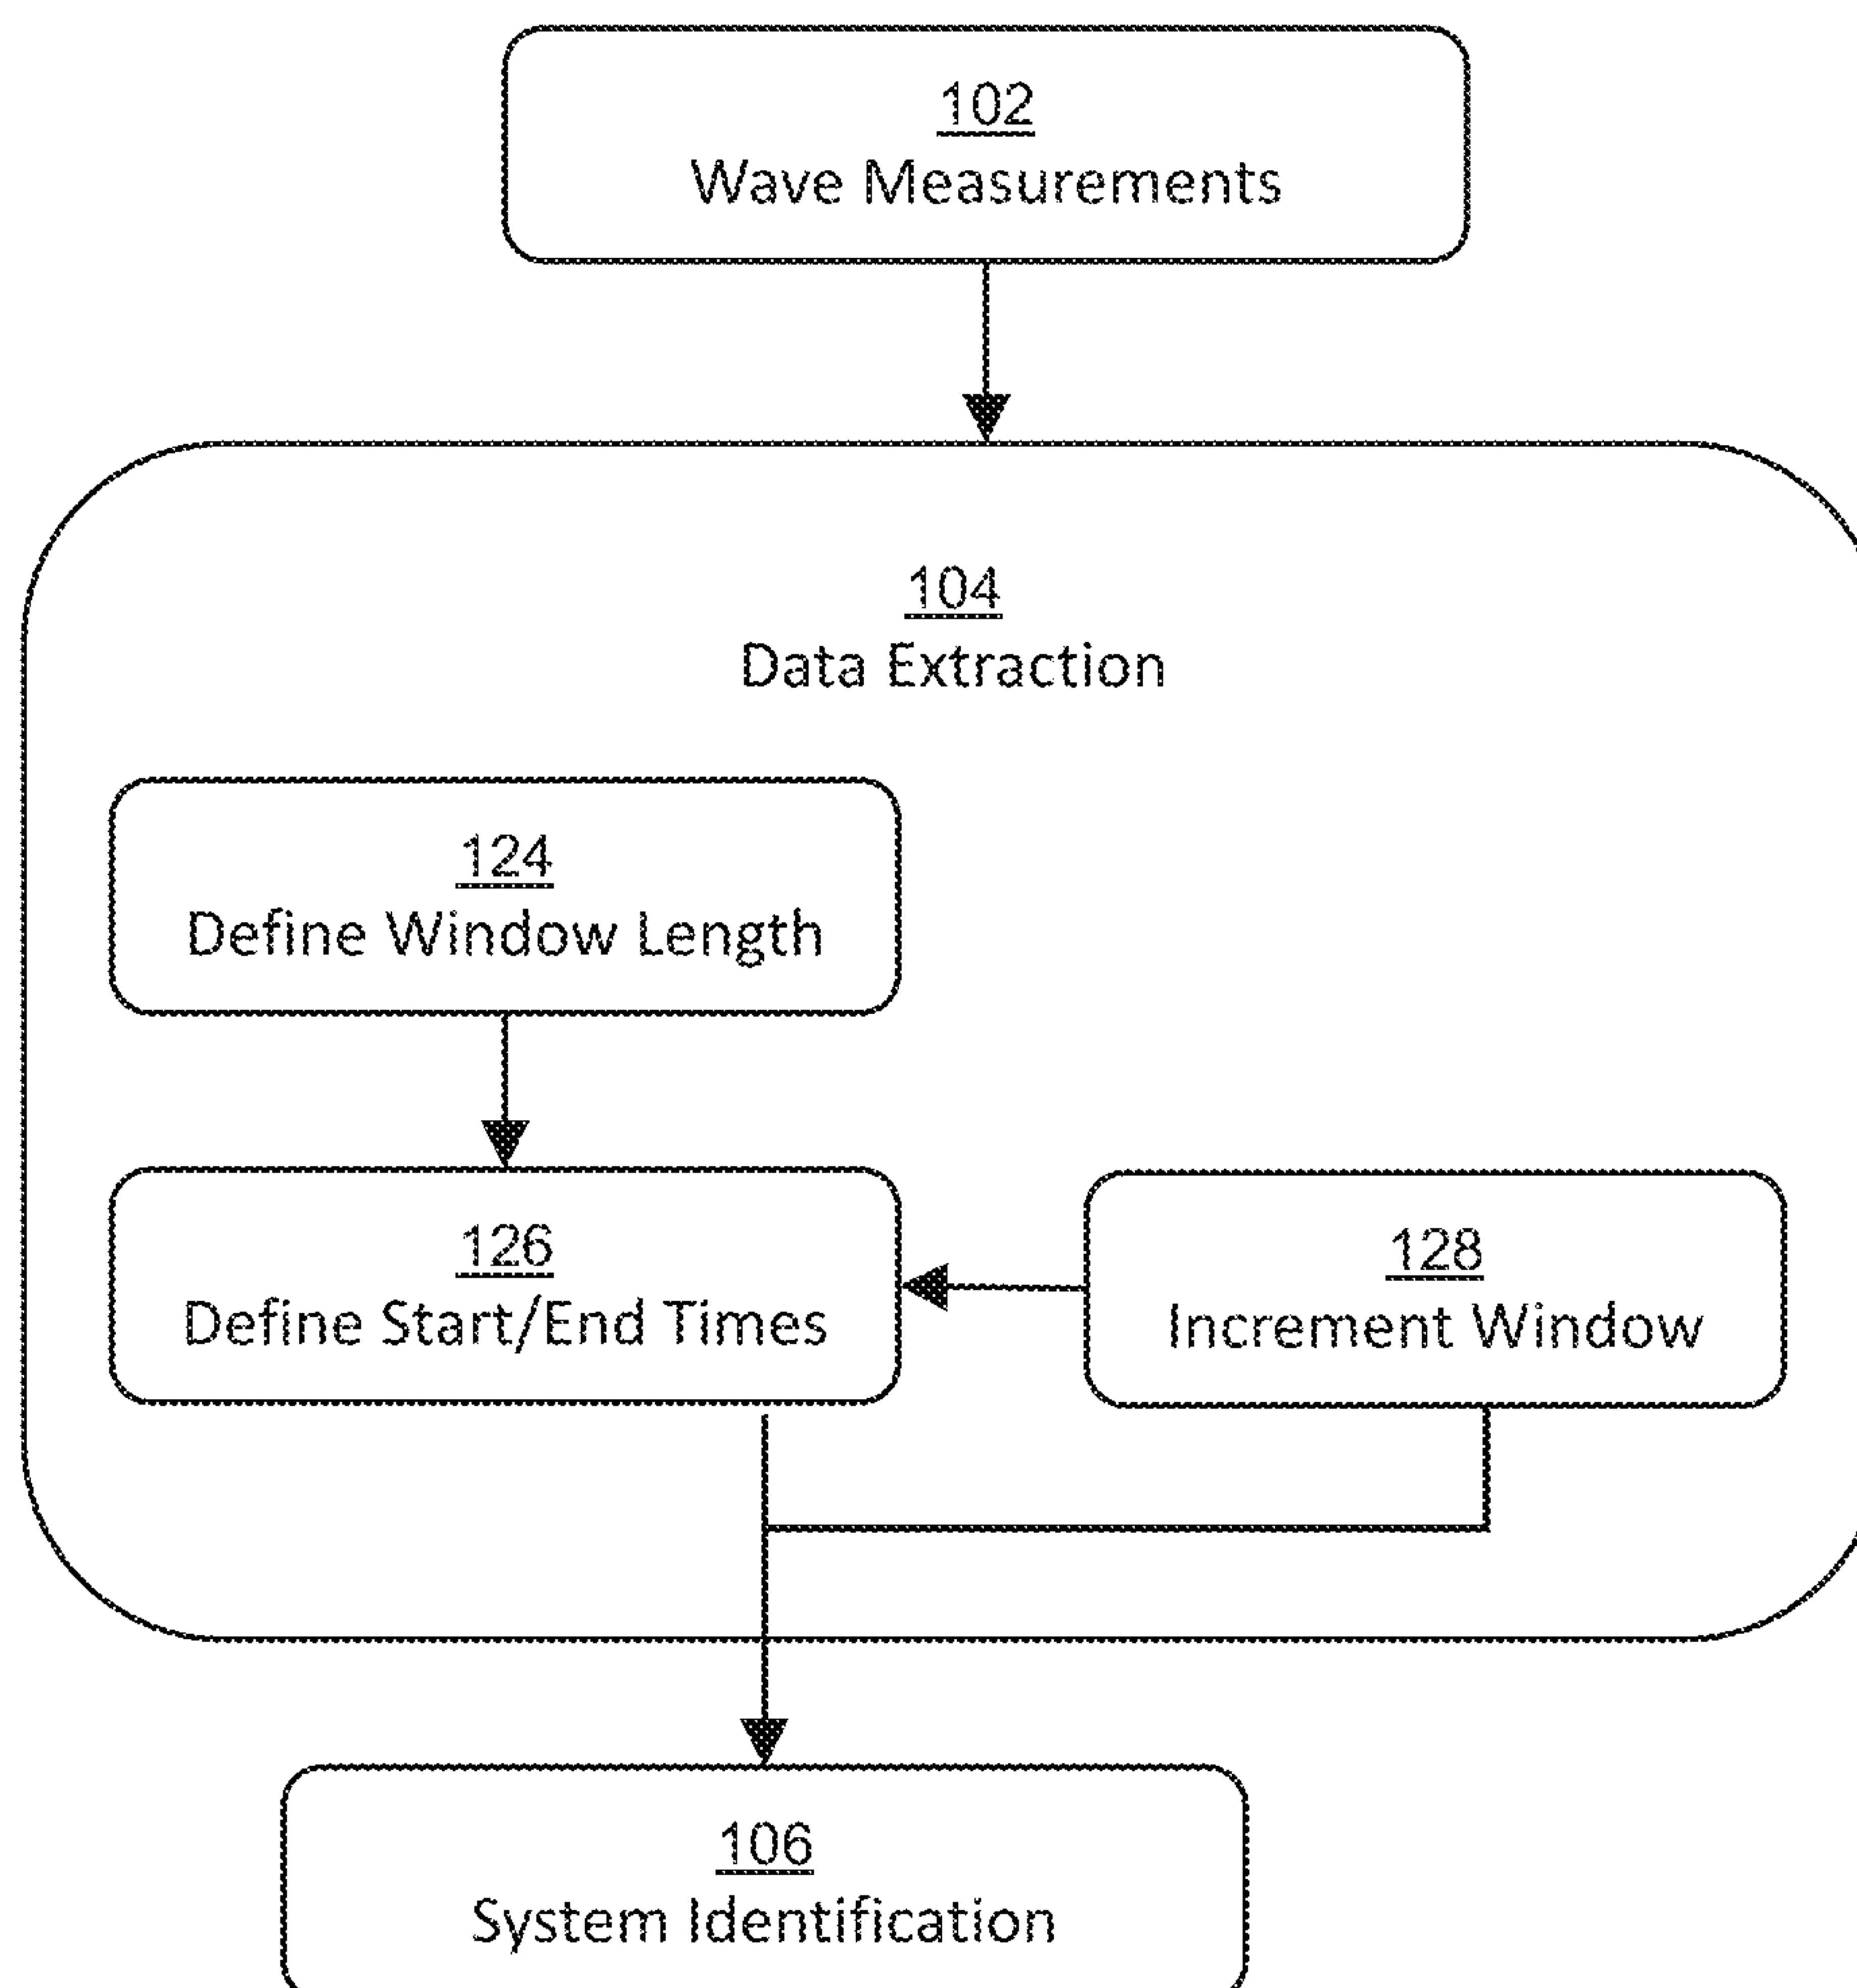 102
Wave Measurements
104
Data Extraction
124
Define Window Length
126
Define Start/End Times
128
Increment Window
106
System Identification